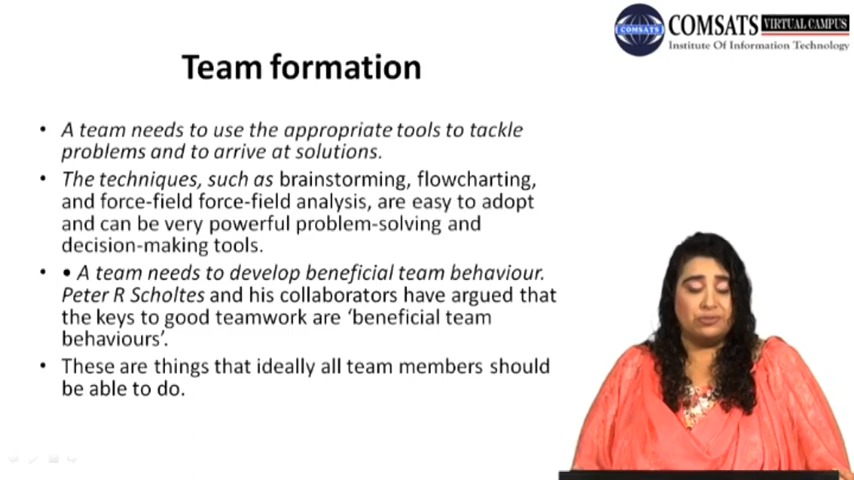 COMSATS VIRTUAL CAMPUS
COMSATS
Institute Of Information Technology
Team formation
• A team needs to use the appropriate tools to tackle
problems and to arrive at solutions.
• The techniques, such as brainstorming, flowcharting,
and force-field force-field analysis, are easy to adopt
and can be very powerful problem-solving and
decision-making tools.
• • A team needs to develop beneficial team behaviour.
Peter R Scholtes and his collaborators have argued that
the keys to good teamwork are ‘beneficial team
behaviours’.
• These are things that ideally all team members should
be able to do.